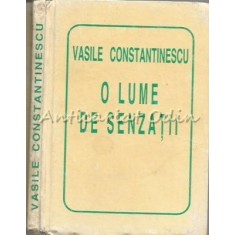 VASILE CONSTANTINESCU
VASILE CONSTANTINESCU
O LUME
DE SENZAȚII